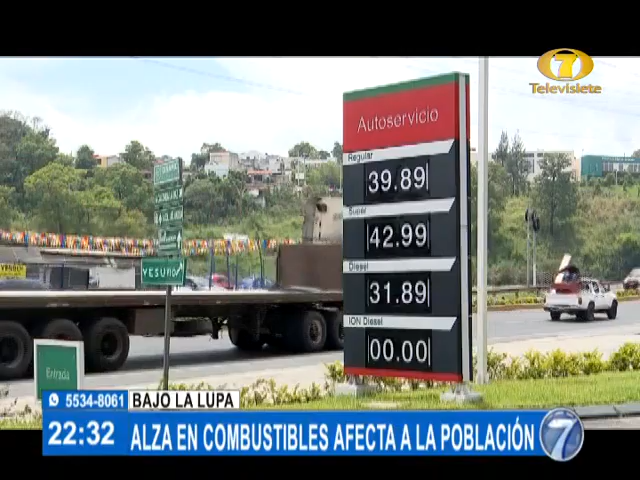 7
Televisiete
Autoservicio
Regular
39.89
Super
42.99
Diesel
31.89
ION Diesel
00.00
Entrada
5534-8061
BAJO LA LUPA
22:32
ALZA EN COMBUSTIBLES AFECTA A LA POBLACIÓN
7